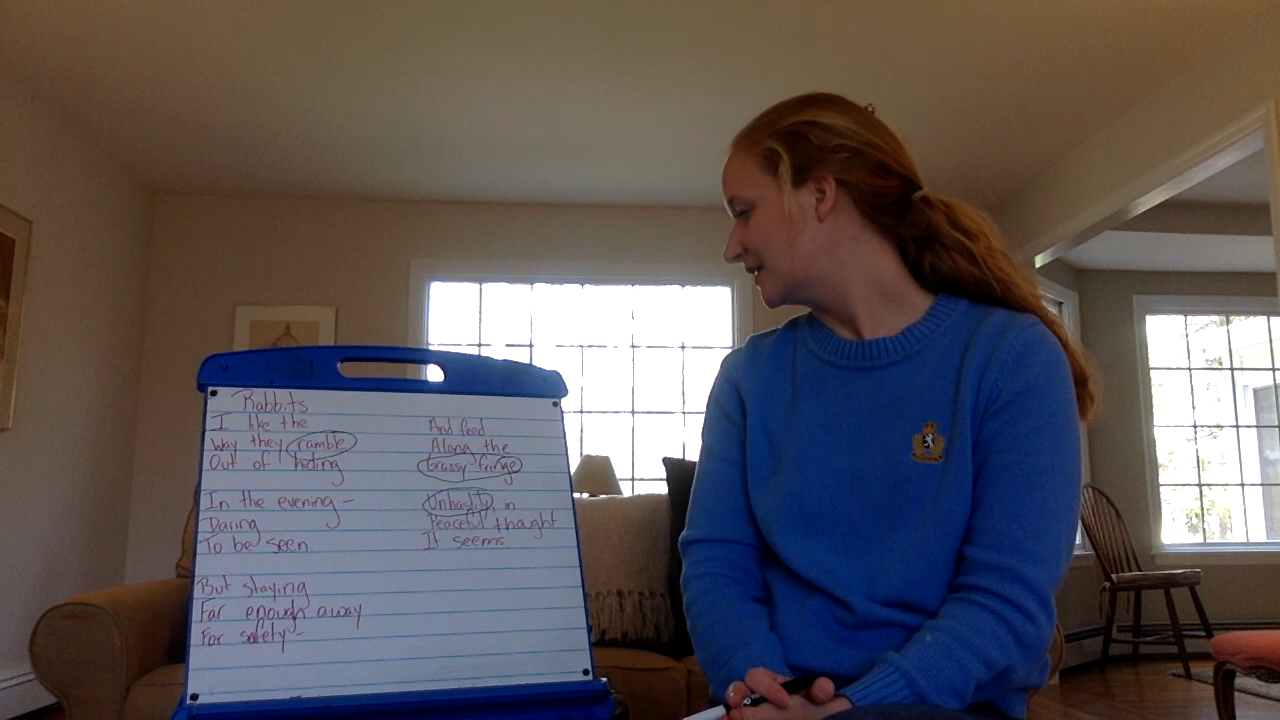 Rabbits
I like the
Way they ramble
Out of hiding
In the evening -
Daring
To be seen
But staying
Far enough away
For safety -
And feed
Along the
Grassy fringe
Unhastily, in
Peaceful thought
It seems.